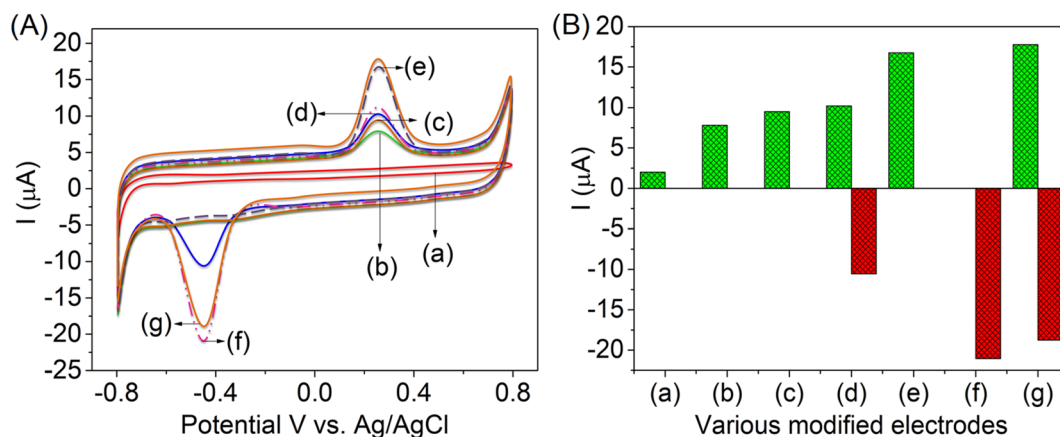 (A)
I (μA)
20
15
10
5
0
-5
-10
-15
-20
-25
-0.8
-0.4
0.0
0.4
0.8
Potential V vs. Ag/AgCl
(e)
(d)
(c)
(a)
(b)
(g)
(f)
(B)
I (μA)
20
15
10
5
0
-5
-10
-15
-20
(a)
(b)
(c)
(d)
(e)
(f)
(g)
Various modified electrodes